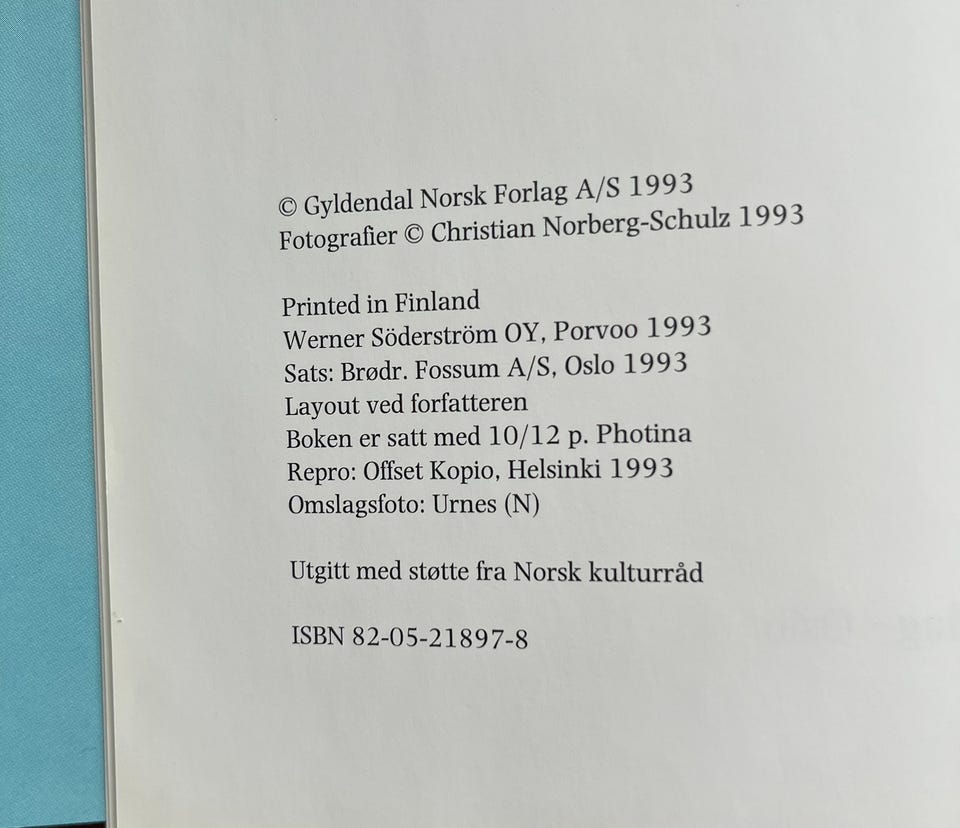 © Gyldendal Norsk Forlag A/S 1993
Fotografier © Christian Norberg-Schulz 1993
Printed in Finland
Werner Söderström OY, Porvoo 1993
Sats: Brødr. Fossum A/S, Oslo 1993
Layout ved forfatteren
Boken er satt med 10/12 p. Photina
Repro: Offset Kopio, Helsinki 1993
Omslagsfoto: Urnes (N)
Utgitt med støtte fra Norsk kulturråd
ISBN 82-05-21897-8